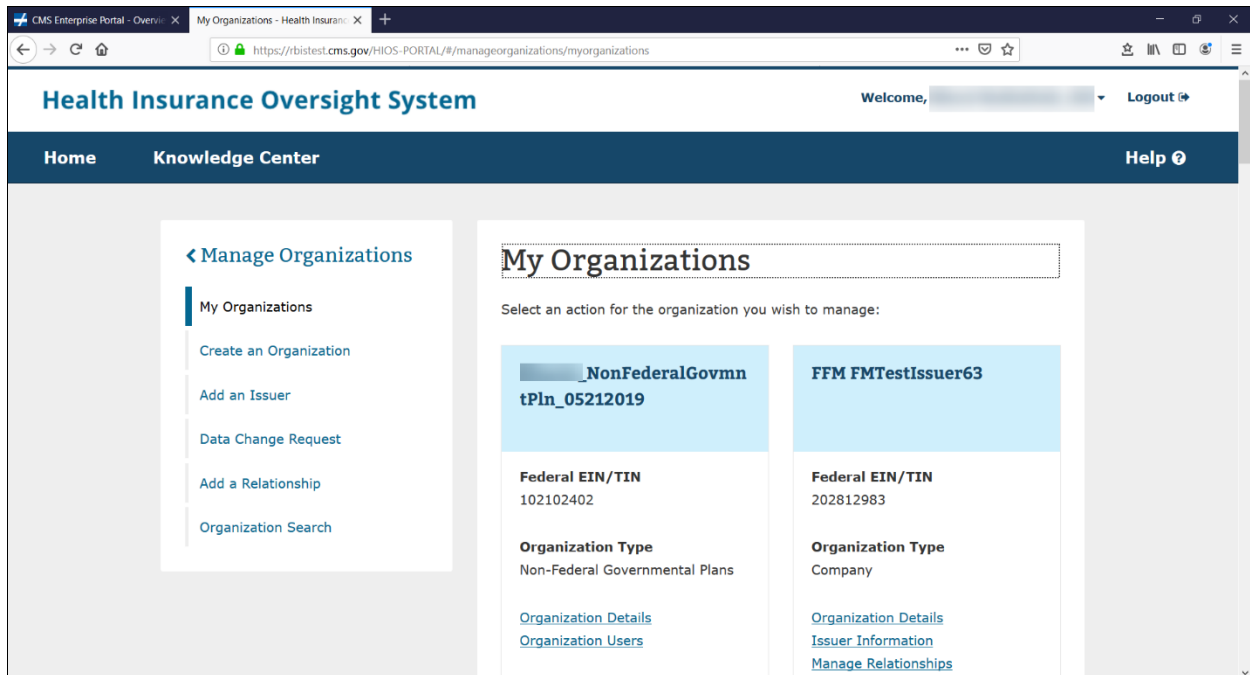 CMS Enterprise Portal - Overvie
My Organizations - Health Insuranc
https://rbistest.cms.gov/HIOS-PORTAL/#/manageorganizations/myorganizations
Health Insurance Oversight System
Welcome,
Logout
Home
Knowledge Center
Help
Manage Organizations
My Organizations
Create an Organization
Add an Issuer
Data Change Request
Add a Relationship
Organization Search
My Organizations
Select an action for the organization you wish to manage:
_NonFederalGovmn
tPln_05212019
Federal EIN/TIN
102102402
Organization Type
Non-Federal Governmental Plans
Organization Details
Organization Users
FFM FMTestIssuer63
Federal EIN/TIN
202812983
Organization Type
Company
Organization Details
Issuer Information
Manage Relationships